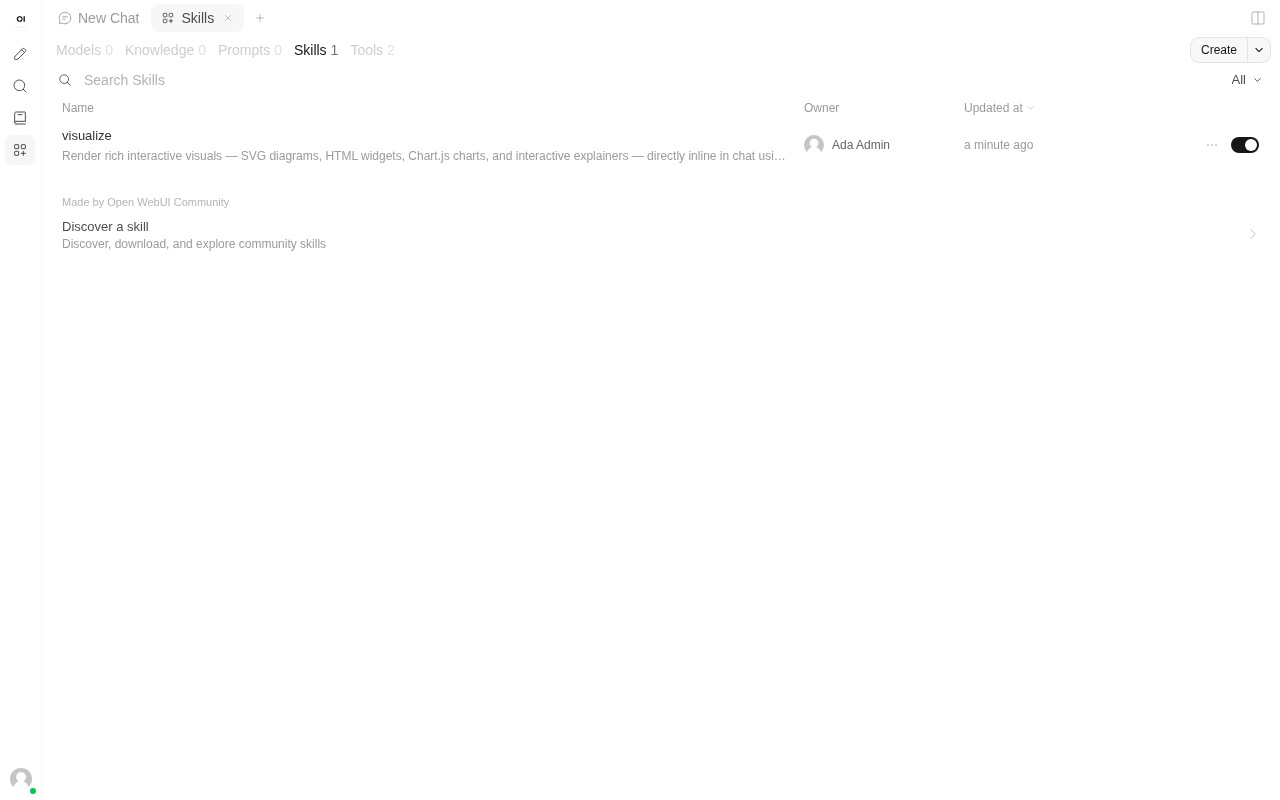 OI
New Chat
Skills
Models 0 Knowledge 0 Prompts 0 Skills 1 Tools 2
Create
Search Skills
All
Name Owner Updated at
visualize
Render rich interactive visuals — SVG diagrams, HTML widgets, Chart.js charts, and interactive explainers — directly inline in chat usi...
Ada Admin
a minute ago
Made by Open WebUI Community
Discover a skill
Discover, download, and explore community skills